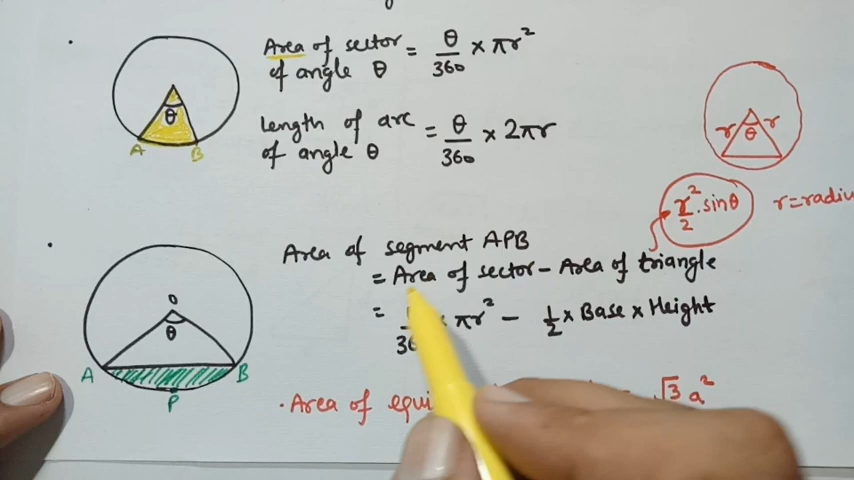 Area of sector = θ/360 × πr²
of angle θ
θ
A B
Length of arc = θ/360 × 2πr
of angle θ
r r
θ
r²/2 . sinθ r=radiu
Area of segment APB
= Area of sector - Area of triangle
= πr² - 1/2 × Base × Height
O
θ
A B
P
. Area of equi √3 a²